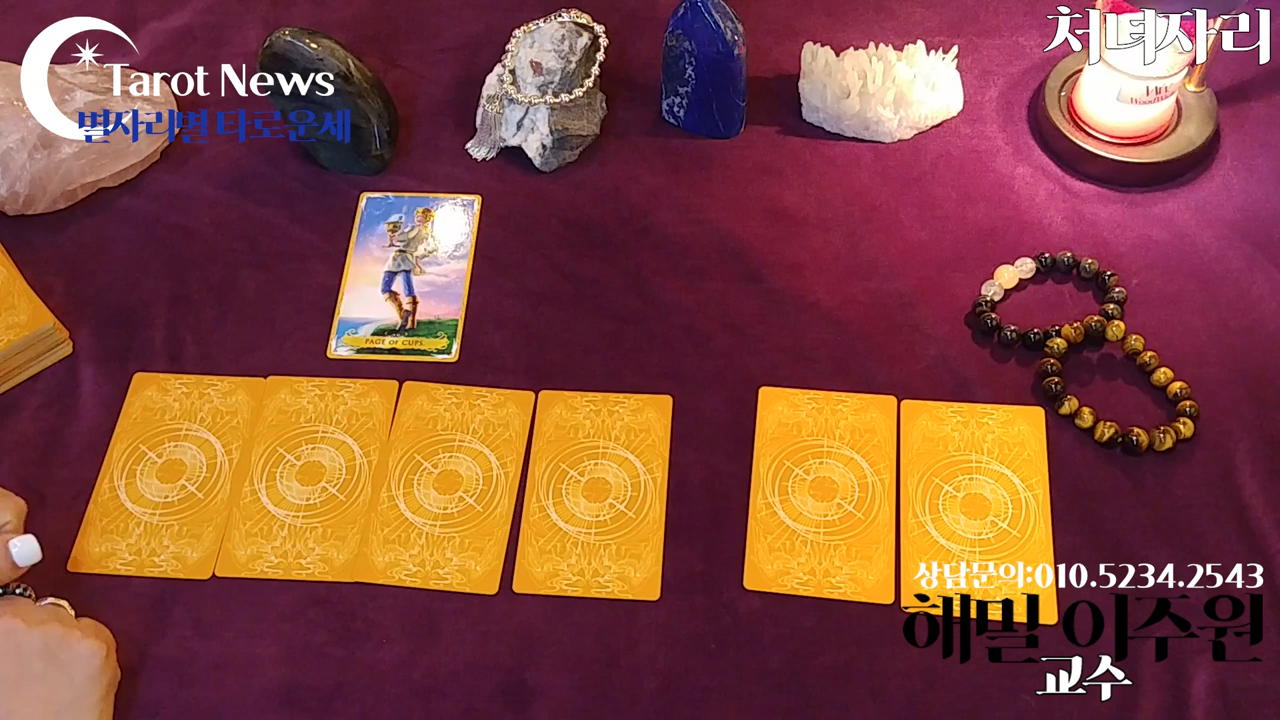 Tarot News
별자리별 타로운세
처녀자리
PAGE OF CUPS
상담문의:010.5234.2543
해밀 이주원
교수